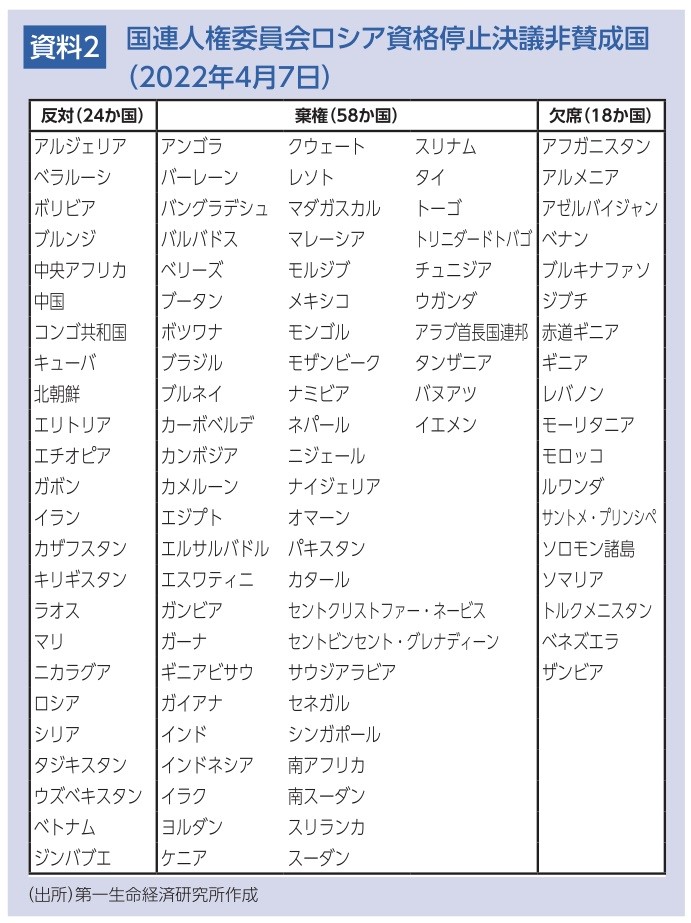 資料2
国連人権委員会ロシア資格停止決議非賛成国
(2022年4月7日)
反対(24か国) 棄権(58か国) 欠席(18か国)
アルジェリア アンゴラ クウェート スリナム アフガニスタン
ベラルーシ バーレーン レソト タイ アルメニア
ボリビア バングラデシュ マダガスカル トーゴ アゼルバイジャン
ブルンジ バルバドス マレーシア トリニダードトバゴ ベナン
中央アフリカ ベリーズ モルジブ チュニジア ブルキナファソ
中国 ブータン メキシコ ウガンダ ジブチ
コンゴ共和国 ボツワナ モンゴル アラブ首長国連邦 赤道ギニア
キューバ ブラジル モザンビーク タンザニア ギニア
北朝鮮 ブルネイ ナミビア バヌアツ レバノン
エリトリア カーボベルデ ネパール イエメン モーリタニア
エチオピア カンボジア ニジェール モロッコ
ガボン カメルーン ナイジェリア ルワンダ
イラン エジプト オマーン サントメ・プリンシペ
カザフスタン エルサルバドル パキスタン ソロモン諸島
キリギスタン エスワティニ カタール ソマリア
ラオス ガンビア セントクリストファー・ネービス トルクメニスタン
マリ ガーナ セントビンセント・グレナディーン ベネズエラ
ニカラグア ギニアビサウ サウジアラビア ザンビア
ロシア ガイアナ セネガル
シリア インド シンガポール
タジキスタン インドネシア 南アフリカ
ウズベキスタン イラク 南スーダン
ベトナム ヨルダン スリランカ
ジンバブエ ケニア スーダン
(出所)第一生命経済研究所作成